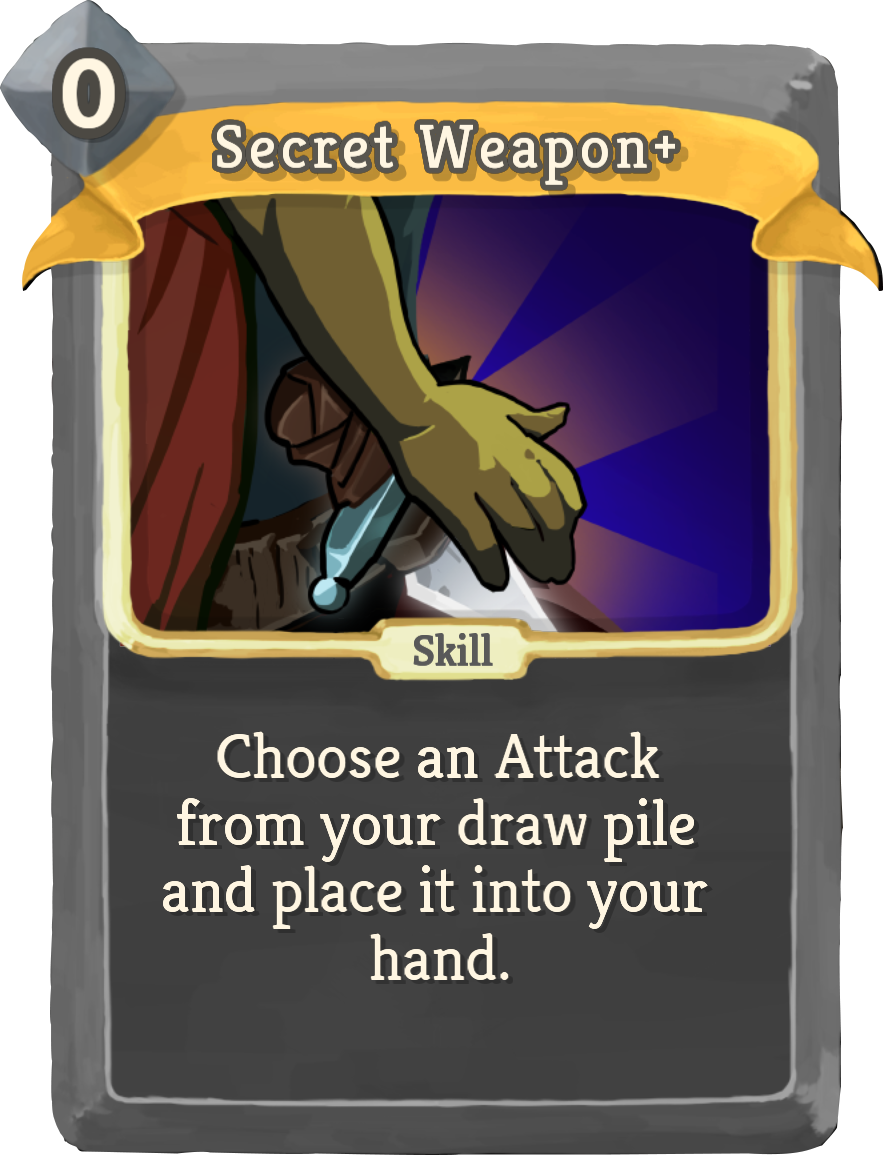 0
Secret Weapon+
Skill
Choose an Attack
from your draw pile
and place it into your
hand.